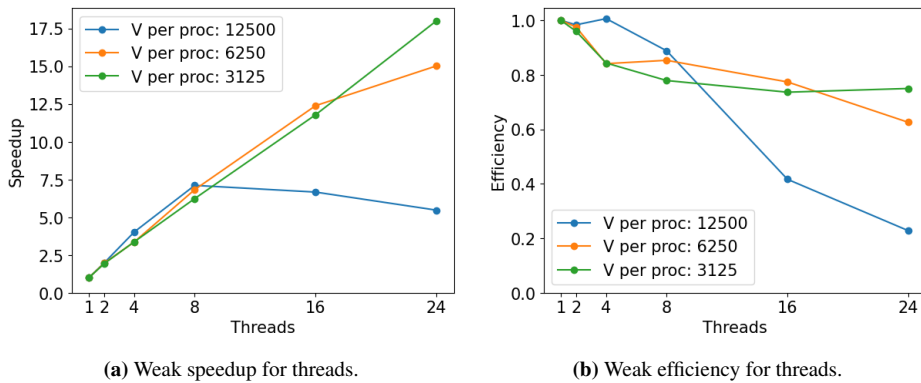 17.5
15.0
12.5
10.0
7.5
5.0
2.5
0.0
Speedup
V per proc: 12500
V per proc: 6250
V per proc: 3125
1 2 4 8 16 24
Threads
(a) Weak speedup for threads.
1.0
0.8
0.6
0.4
0.2
0.0
Efficiency
V per proc: 12500
V per proc: 6250
V per proc: 3125
1 2 4 8 16 24
Threads
(b) Weak efficiency for threads.